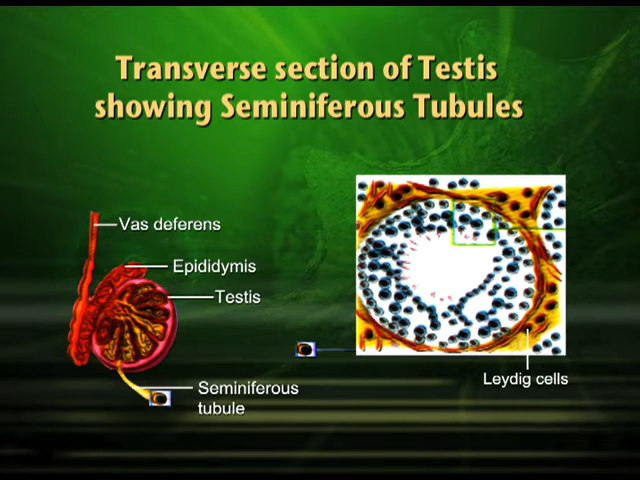 Transverse section of Testis
showing Seminiferous Tubules
Vas deferens
Epididymis
Testis
Seminiferous
tubule
Leydig cells